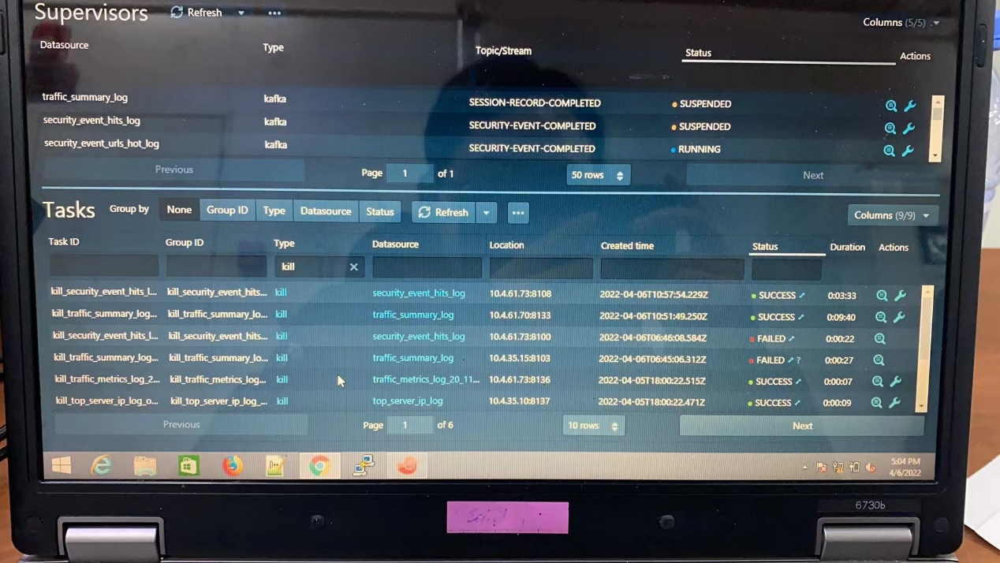 Supervisors Refresh ••• Columns (5/5)
Datasource Type Topic/Stream Status Actions
traffic_summary_log kafka SESSION-RECORD-COMPLETED SUSPENDED
security_event_hits_log kafka SECURITY-EVENT-COMPLETED SUSPENDED
security_event_urls_hot_log kafka SECURITY-EVENT-COMPLETED RUNNING
Previous Page 1 of 1 50 rows Next
Tasks Group by None Group ID Type Datasource Status Refresh ••• Columns (9/9)
Task ID Group ID Type Datasource Location Created time Status Duration Actions
kill
kill_security_event_hits_l... kill_security_event_hits... kill security_event_hits_log 10.4.61.73:8108 2022-04-06T10:57:54.229Z SUCCESS 0:03:33
kill_traffic_summary_log... kill_traffic_summary_lo... kill traffic_summary_log 10.4.61.70:8133 2022-04-06T10:51:49.250Z SUCCESS 0:09:40
kill_security_event_hits_l... kill_security_event_hits... kill security_event_hits_log 10.4.61.73:8100 2022-04-06T06:46:08.584Z FAILED 0:00:22
kill_traffic_summary_log... kill_traffic_summary_lo... kill traffic_summary_log 10.4.35.15:8103 2022-04-06T06:45:06.312Z FAILED ? 0:00:27
kill_traffic_metrics_log_2... kill_traffic_metrics_log... kill traffic_metrics_log_20_11... 10.4.61.73:8136 2022-04-05T18:00:22.515Z SUCCESS 0:00:07
kill_top_server_ip_log_o... kill_top_server_ip_log_... kill top_server_ip_log 10.4.35.10:8137 2022-04-05T18:00:22.471Z SUCCESS 0:00:09
Previous Page 1 of 6 10 rows Next
5:04 PM
4/6/2022
6730b